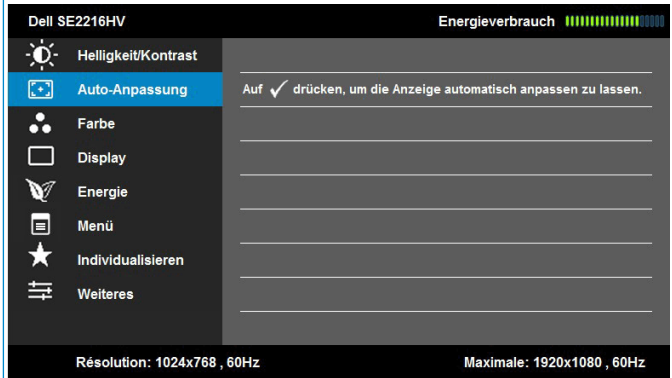 Dell SE2216HV Energieverbrauch
Helligkeit/Kontrast
Auto-Anpassung Auf ✓ drücken, um die Anzeige automatisch anpassen zu lassen.
Farbe
Display
Energie
Menü
Individualisieren
Weiteres
Résolution: 1024x768 , 60Hz Maximale: 1920x1080 , 60Hz